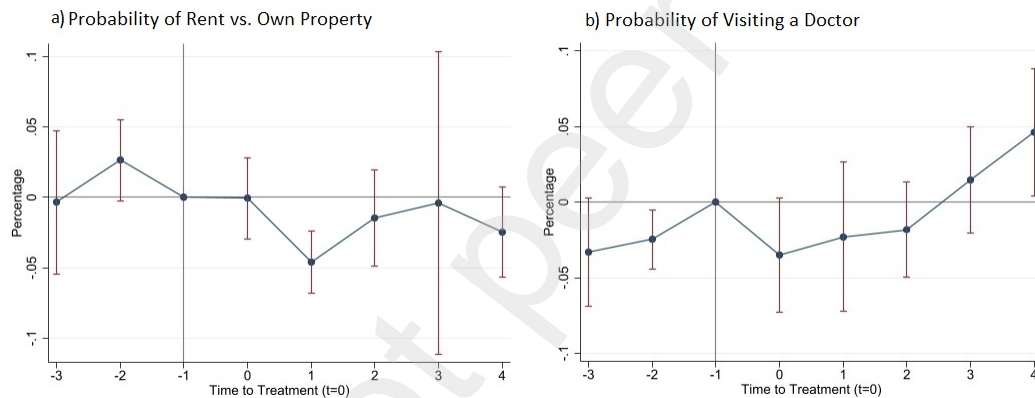 a) Probability of Rent vs. Own Property
b) Probability of Visiting a Doctor
Percentage
.1
.05
0
-.05
-.1
-3 -2 -1 0 1 2 3 4
Time to Treatment (t=0)
Percentage
.1
.05
0
-.05
-.1
-3 -2 -1 0 1 2 3 4
Time to Treatment (t=0)
ot peer